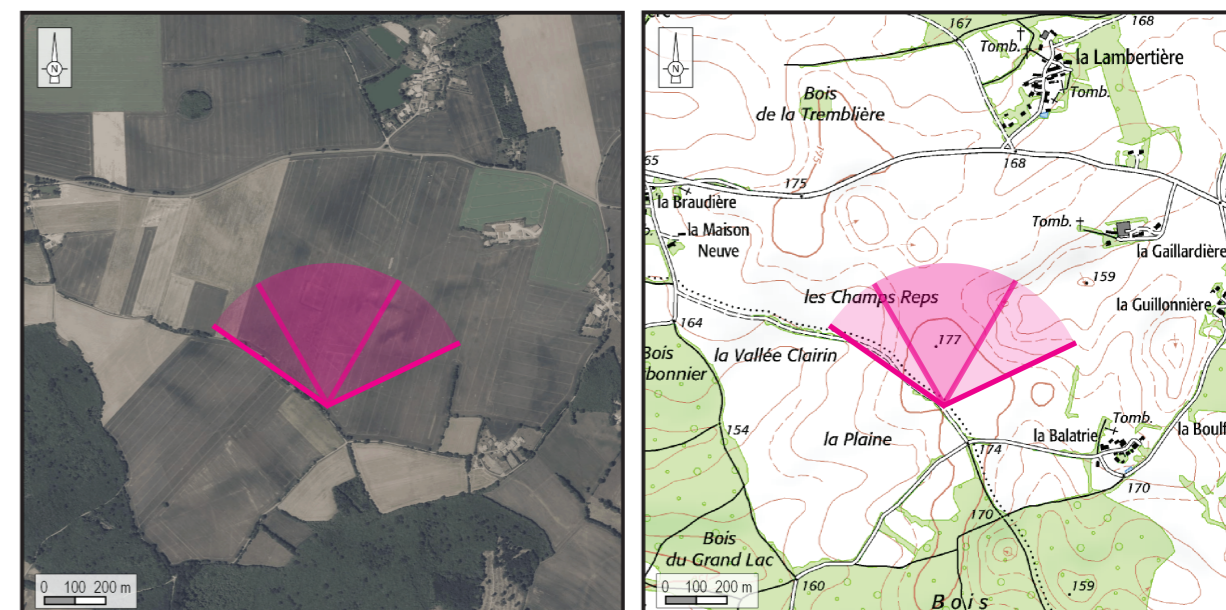 N
0 100 200 m
N
167
168
Tomb.
la Lambertière
Tomb.
Bois
de la Tremblière
175
168
65
175
la Braudière
la Maison
Neuve
Tomb.
la Gaillardière
159
les Champs Reps
la Guillonnière
164
177
la Vallée Clairin
Bois
bonnier
154
la Plaine
Tomb.
la Balatrie
la Boulf
174
170
170
Bois
du Grand Lac
160
159
Bois
0 100 200 m